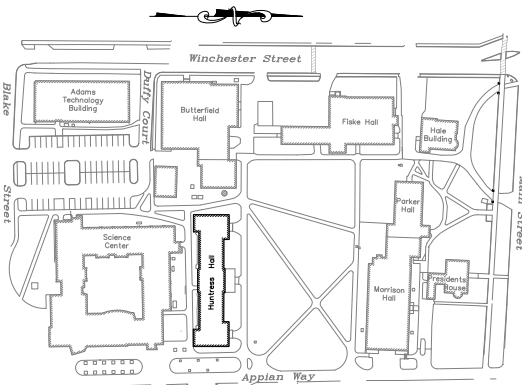 Winchester Street
Blake
Street
Duffy Court
Adams
Technology
Building
Butterfield
Hall
Fiske Hall
Hale
Building
Parker
Hall
Science
Center
Huntress Hall
Morrison
Hall
Presidents
House
Street
Appian Way